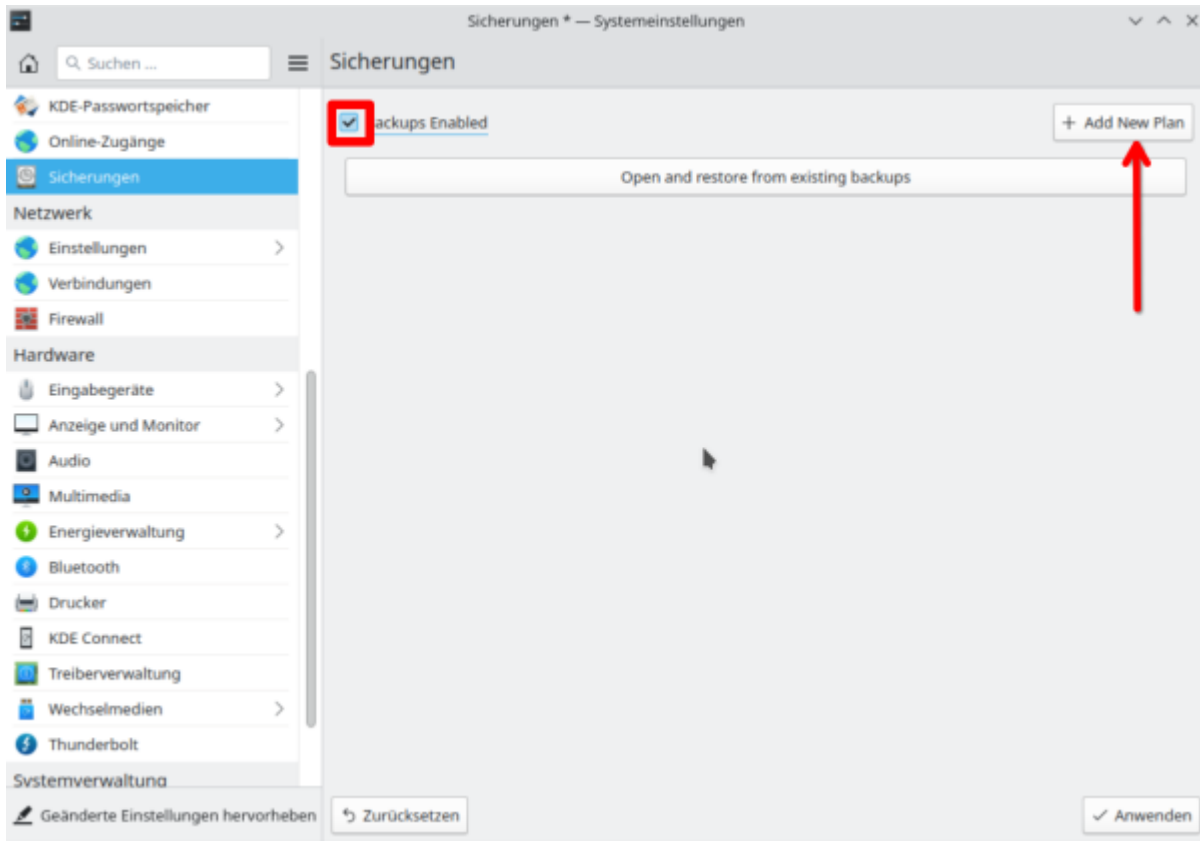 Sicherungen * — Systemeinstellungen
Suchen ...
Sicherungen
KDE-Passwortspeicher
Online-Zugänge
Sicherungen
Netzwerk
Einstellungen
Verbindungen
Firewall
Hardware
Eingabegeräte
Anzeige und Monitor
Audio
Multimedia
Energieverwaltung
Bluetooth
Drucker
KDE Connect
Treiberverwaltung
Wechselmedien
Thunderbolt
Systemverwaltung
Geänderte Einstellungen hervorheben
ackups Enabled
+ Add New Plan
Open and restore from existing backups
Zurücksetzen
Anwenden